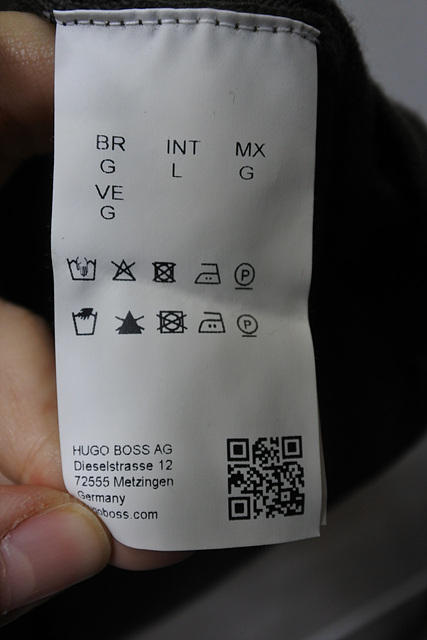 BR INT MX
G L G
VE
G
P
P
HUGO BOSS AG
Dieselstrasse 12
72555 Metzingen
Germany